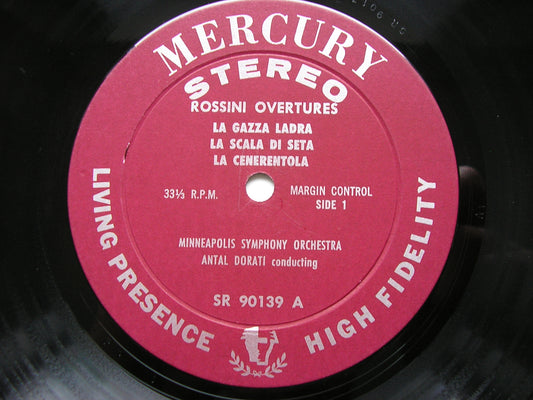 MERCURY
STEREO
ROSSINI OVERTURES
LA GAZZA LADRA
LA SCALA DI SETA
LA CENERENTOLA
33⅓ R.P.M.
MARGIN CONTROL
SIDE 1
MINNEAPOLIS SYMPHONY ORCHESTRA
ANTAL DORATI conducting
SR 90139 A
LIVING PRESENCE
HIGH FIDELITY